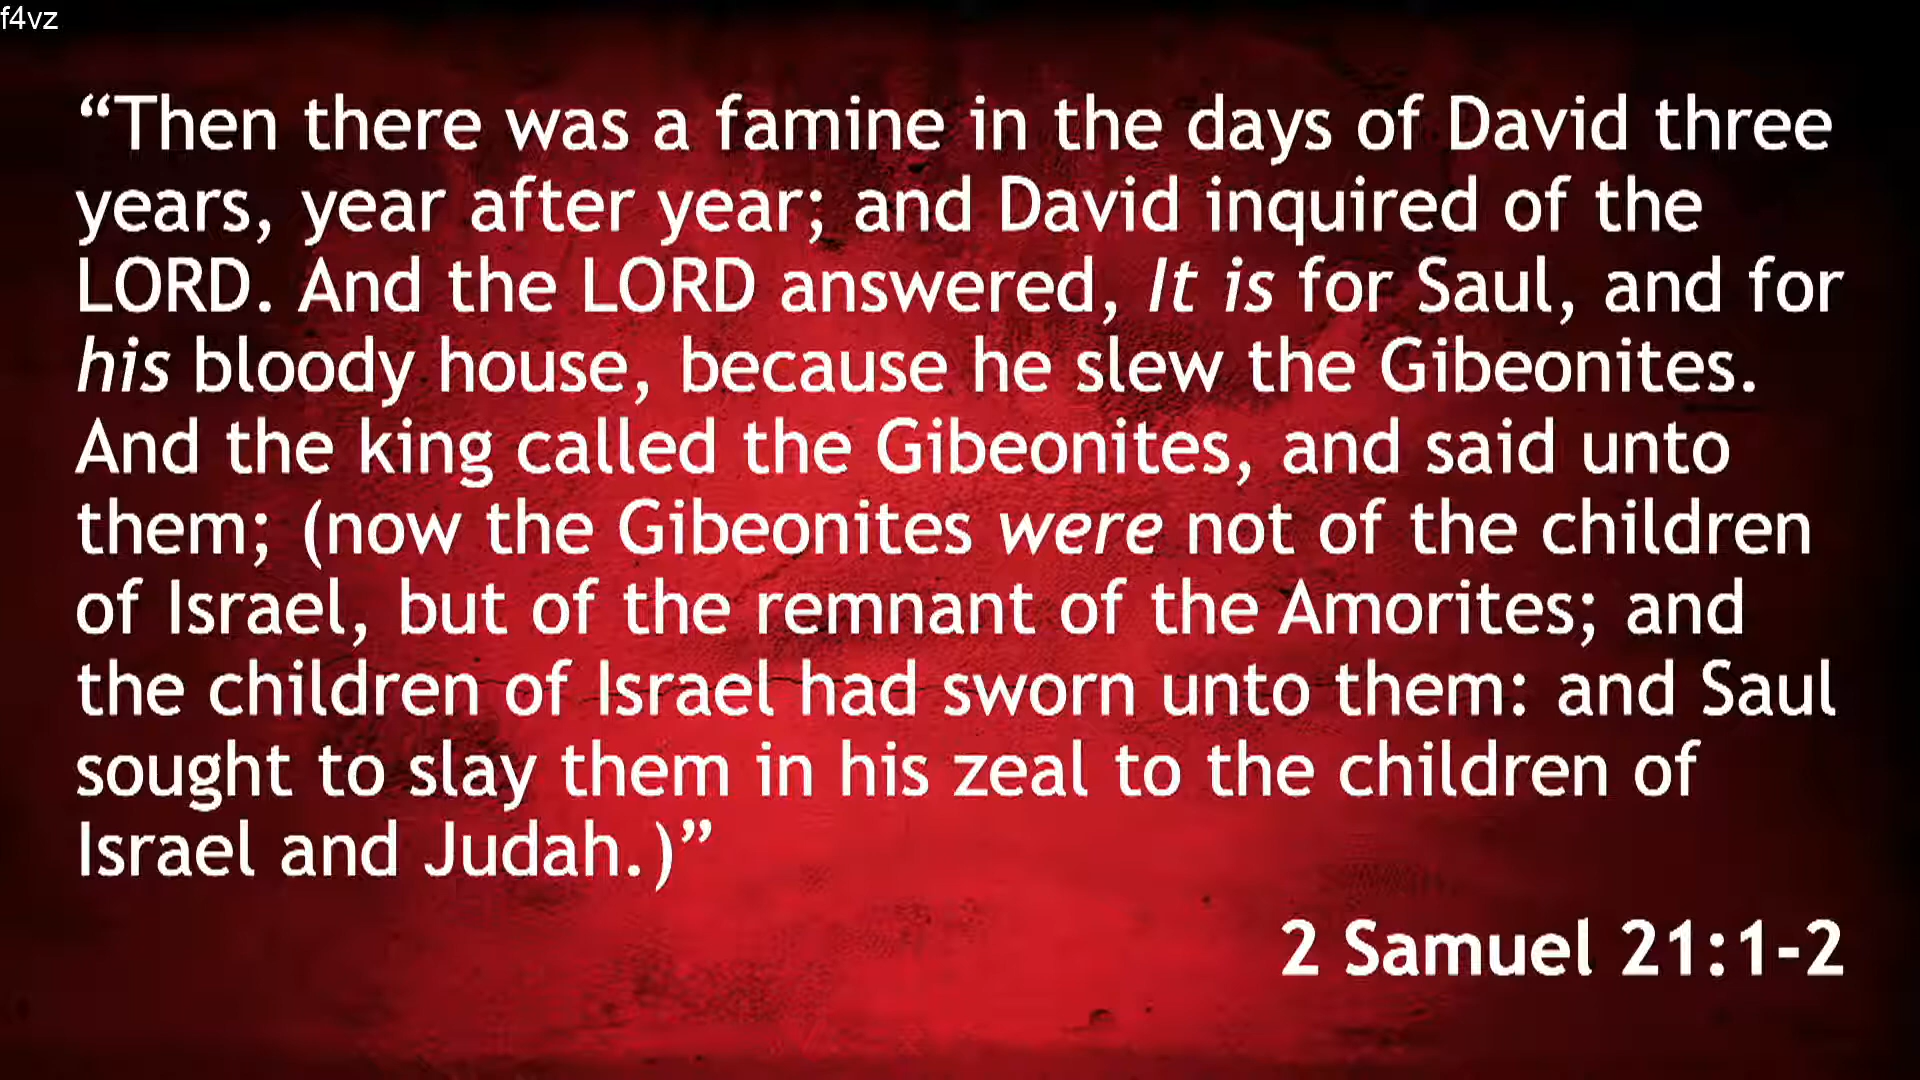 f4vz
“Then there was a famine in the days of David three
years, year after year; and David inquired of the
LORD. And the LORD answered, It is for Saul, and for
his bloody house, because he slew the Gibeonites.
And the king called the Gibeonites, and said unto
them; (now the Gibeonites were not of the children
of Israel, but of the remnant of the Amorites; and
the children of Israel had sworn unto them: and Saul
sought to slay them in his zeal to the children of
Israel and Judah.)”
2 Samuel 21:1-2